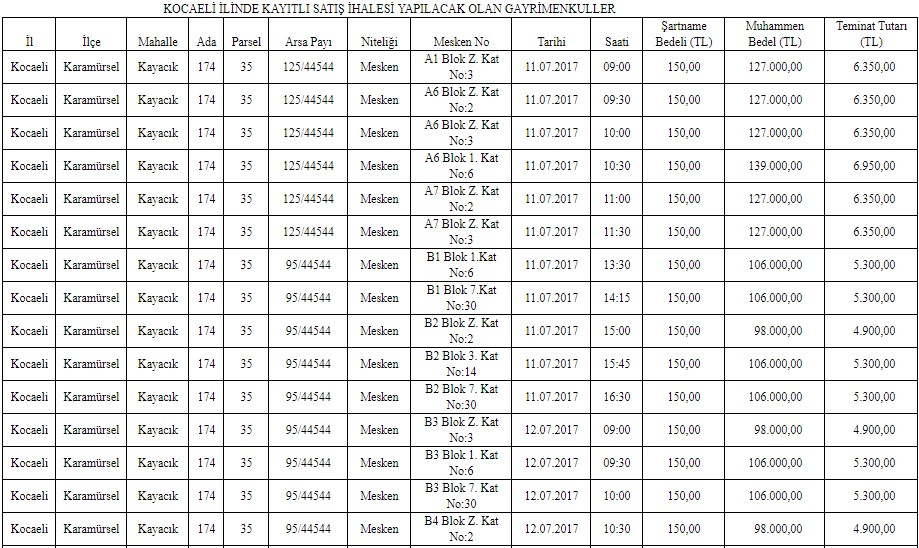 KOCAELİ İLİNDE KAYITLI SATIŞ İHALESİ YAPILACAK OLAN GAYRİMENKULLER
İl İlçe Mahalle Ada Parsel Arsa Payı Niteliği Mesken No Tarihi Saati Şartname Bedeli (TL) Muhammen Bedel (TL) Teminat Tutarı (TL)
Kocaeli Karamürsel Kayacık 174 35 125/44544 Mesken A1 Blok Z. Kat No:3 11.07.2017 09:00 150,00 127.000,00 6.350,00
Kocaeli Karamürsel Kayacık 174 35 125/44544 Mesken A6 Blok Z. Kat No:2 11.07.2017 09:30 150,00 127.000,00 6.350,00
Kocaeli Karamürsel Kayacık 174 35 125/44544 Mesken A6 Blok Z. Kat No:3 11.07.2017 10:00 150,00 127.000,00 6.350,00
Kocaeli Karamürsel Kayacık 174 35 125/44544 Mesken A6 Blok 1. Kat No:6 11.07.2017 10:30 150,00 139.000,00 6.950,00
Kocaeli Karamürsel Kayacık 174 35 125/44544 Mesken A7 Blok Z. Kat No:2 11.07.2017 11:00 150,00 127.000,00 6.350,00
Kocaeli Karamürsel Kayacık 174 35 125/44544 Mesken A7 Blok Z. Kat No:3 11.07.2017 11:30 150,00 127.000,00 6.350,00
Kocaeli Karamürsel Kayacık 174 35 95/44544 Mesken B1 Blok 1.Kat No:6 11.07.2017 13:30 150,00 106.000,00 5.300,00
Kocaeli Karamürsel Kayacık 174 35 95/44544 Mesken B1 Blok 7.Kat No:30 11.07.2017 14:15 150,00 106.000,00 5.300,00
Kocaeli Karamürsel Kayacık 174 35 95/44544 Mesken B2 Blok Z. Kat No:2 11.07.2017 15:00 150,00 98.000,00 4.900,00
Kocaeli Karamürsel Kayacık 174 35 95/44544 Mesken B2 Blok 3. Kat No:14 11.07.2017 15:45 150,00 106.000,00 5.300,00
Kocaeli Karamürsel Kayacık 174 35 95/44544 Mesken B2 Blok 7. Kat No:30 11.07.2017 16:30 150,00 106.000,00 5.300,00
Kocaeli Karamürsel Kayacık 174 35 95/44544 Mesken B3 Blok Z. Kat No:3 12.07.2017 09:00 150,00 98.000,00 4.900,00
Kocaeli Karamürsel Kayacık 174 35 95/44544 Mesken B3 Blok 1. Kat No:6 12.07.2017 09:30 150,00 106.000,00 5.300,00
Kocaeli Karamürsel Kayacık 174 35 95/44544 Mesken B3 Blok 7. Kat No:30 12.07.2017 10:00 150,00 106.000,00 5.300,00
Kocaeli Karamürsel Kayacık 174 35 95/44544 Mesken B4 Blok Z. Kat No:2 12.07.2017 10:30 150,00 98.000,00 4.900,00